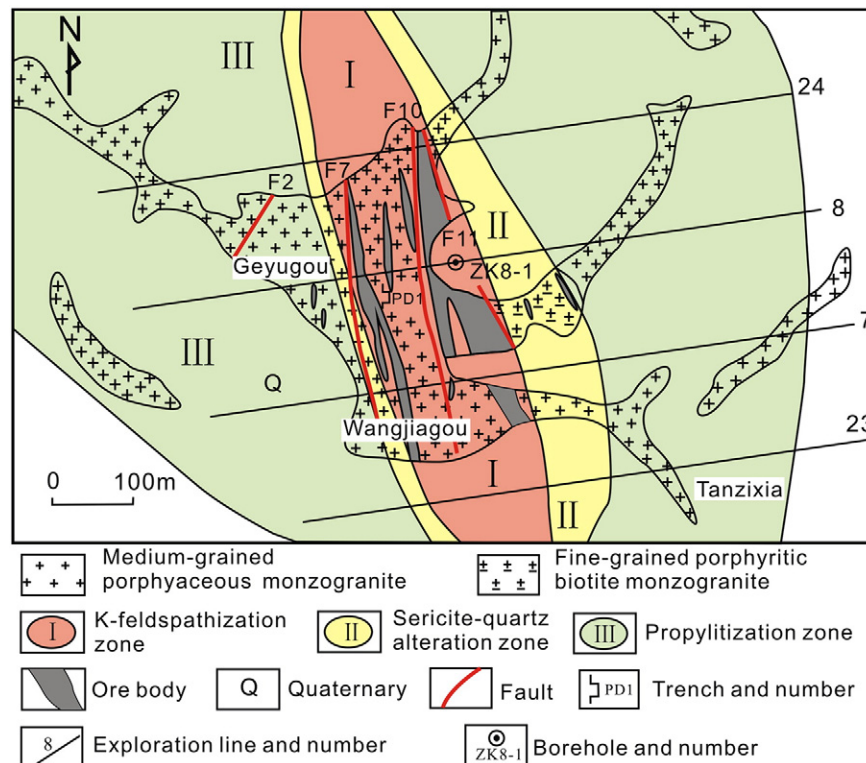 N
III
I
24
F10
F2
F7
8
II
F11
ZK8-1
Geyugou
PD1
III
7
Q
Wangjiagou
23
0 100m
I
Tanzixia
II
Medium-grained
porphyaceous monzogranite
Fine-grained porphyritic
biotite monzogranite
I
K-feldspathization
zone
II
Sericite-quartz
alteration zone
III
Propylitization zone
Ore body
Q
Quaternary
Fault
PD1
Trench and number
8
Exploration line and number
ZK8-1
Borehole and number